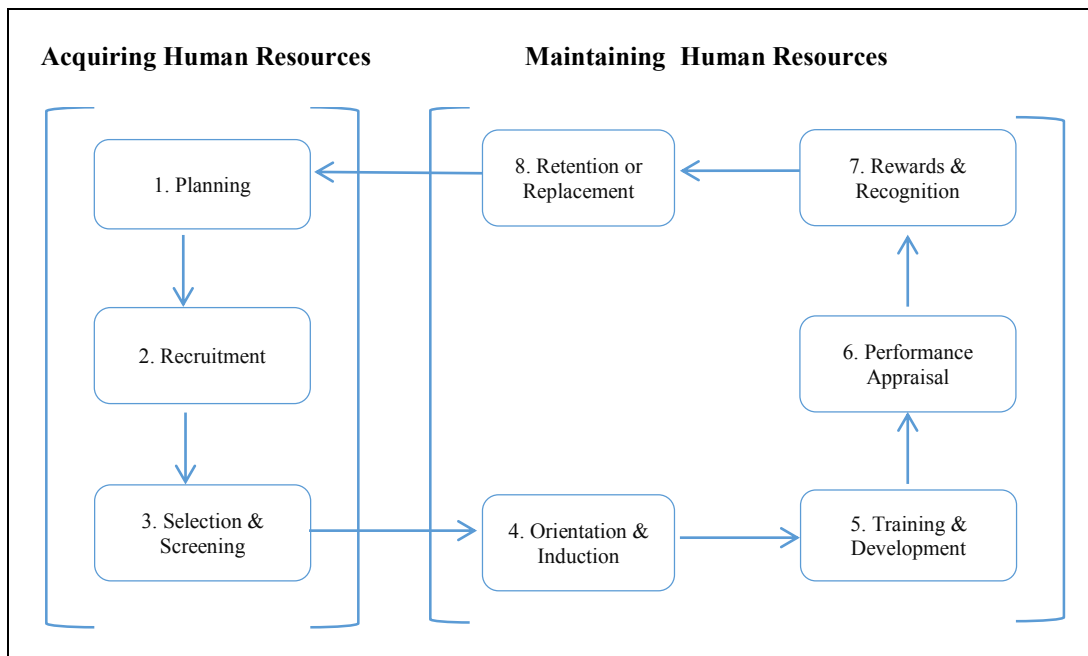 Acquiring Human Resources
Maintaining Human Resources
1. Planning
2. Recruitment
3. Selection &
Screening
4. Orientation &
Induction
5. Training &
Development
6. Performance
Appraisal
7. Rewards &
Recognition
8. Retention or
Replacement